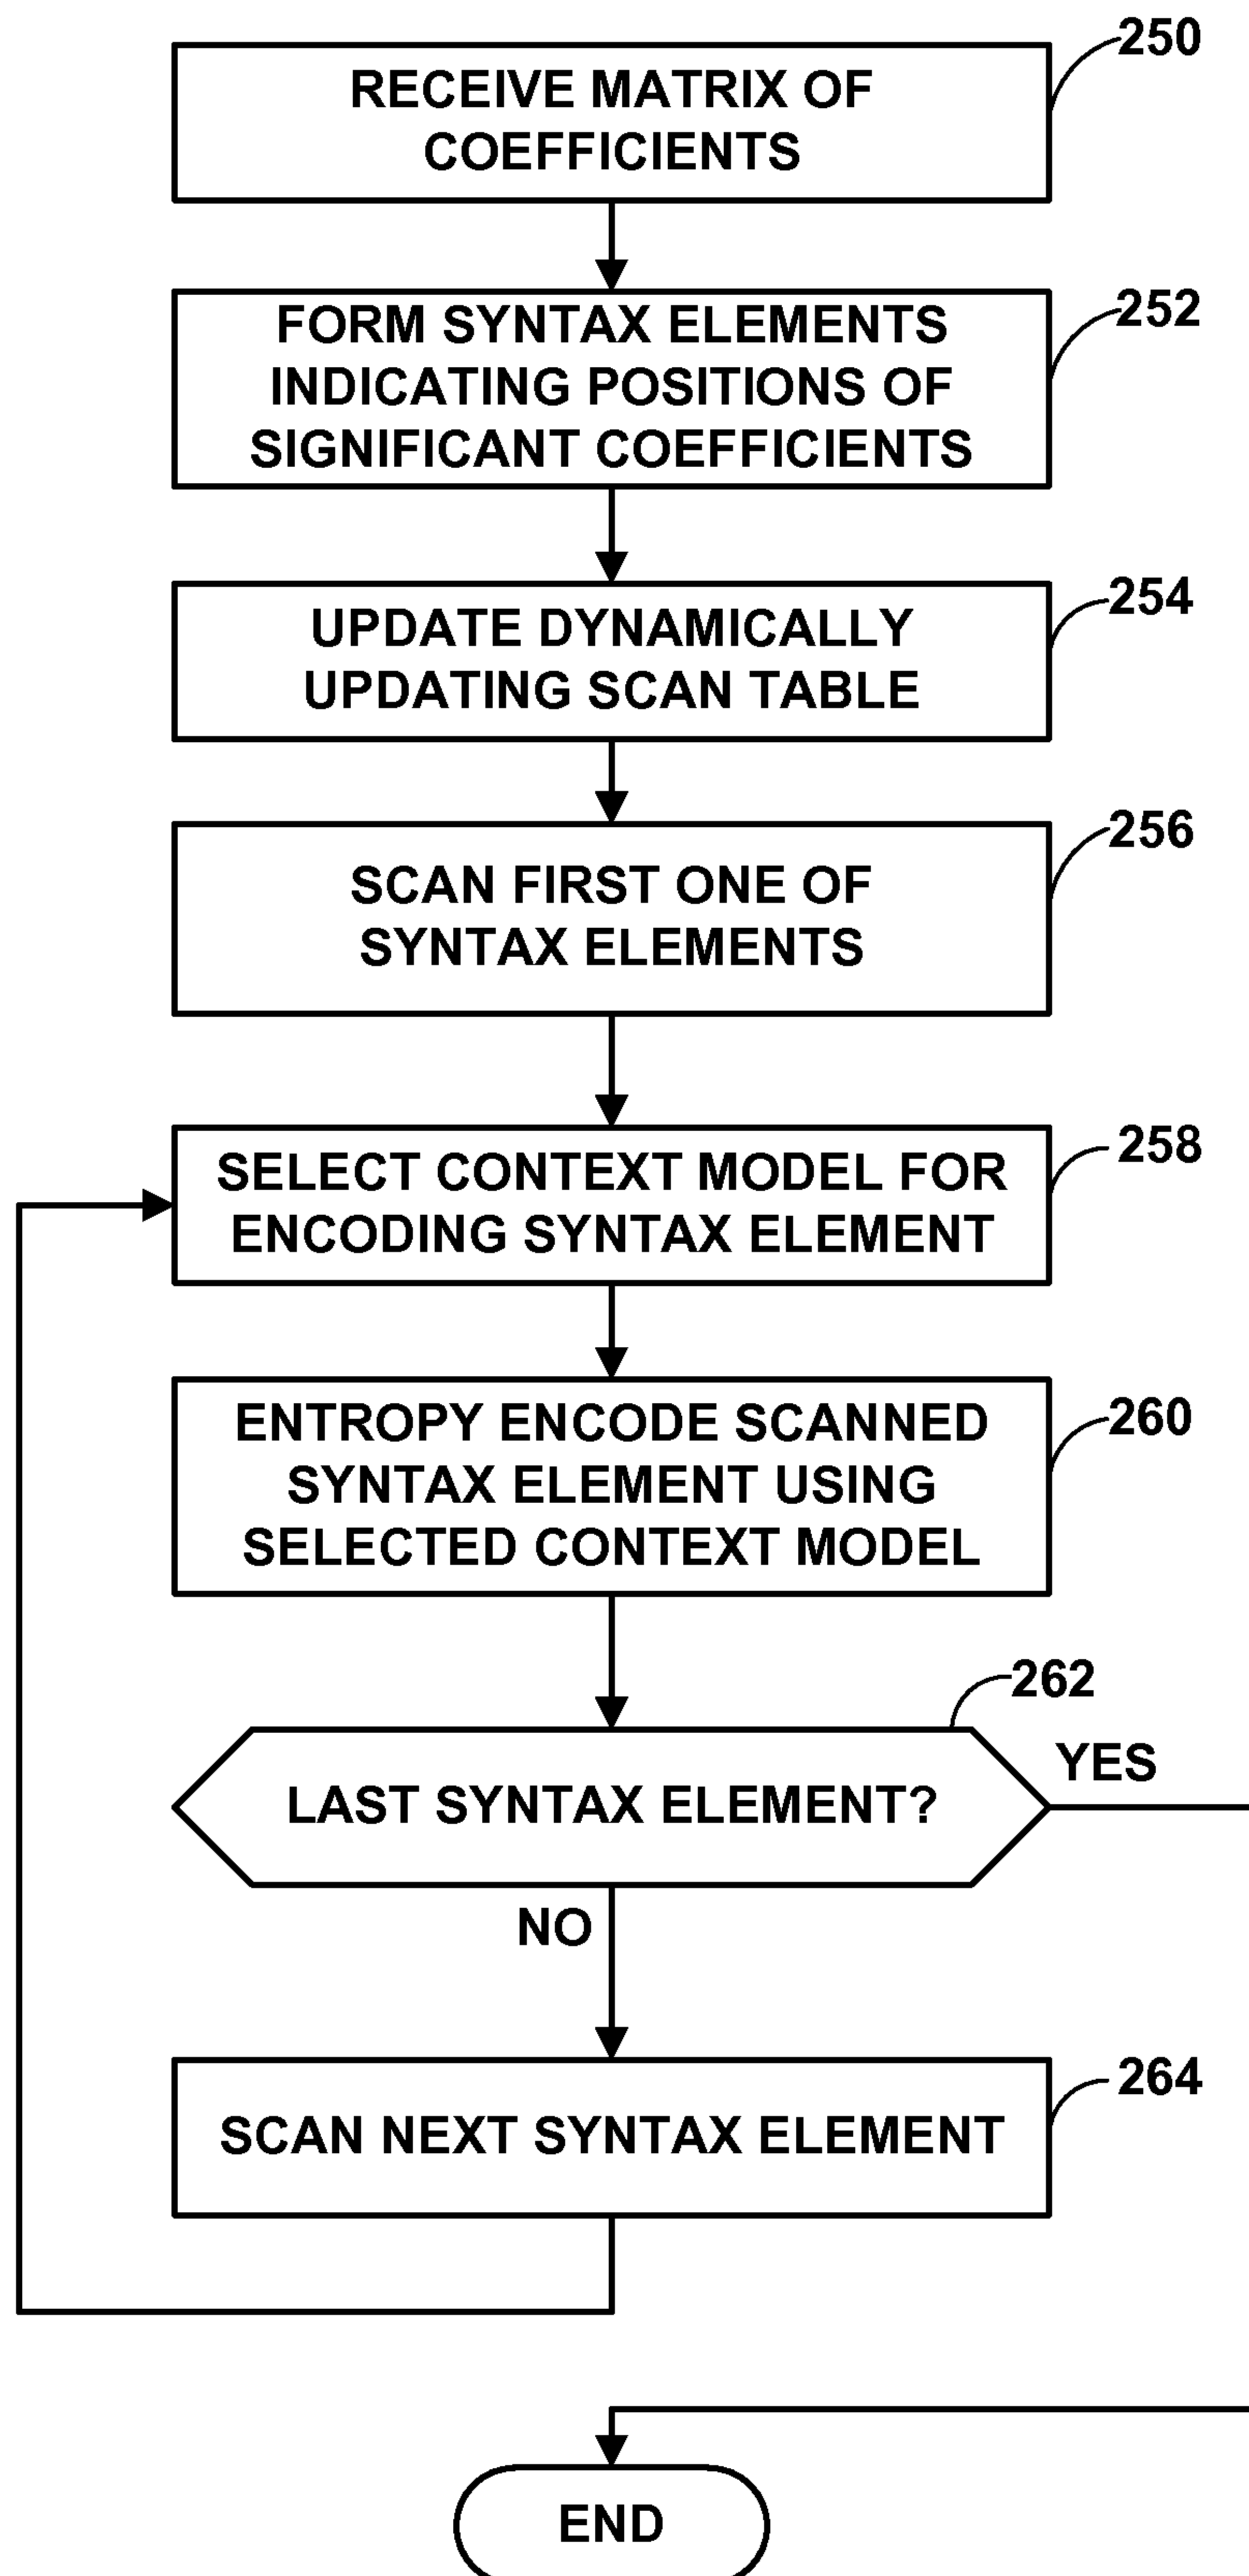 250
RECEIVE MATRIX OF
COEFFICIENTS
252
FORM SYNTAX ELEMENTS
INDICATING POSITIONS OF
SIGNIFICANT COEFFICIENTS
254
UPDATE DYNAMICALLY
UPDATING SCAN TABLE
256
SCAN FIRST ONE OF
SYNTAX ELEMENTS
258
SELECT CONTEXT MODEL FOR
ENCODING SYNTAX ELEMENT
260
ENTROPY ENCODE SCANNED
SYNTAX ELEMENT USING
SELECTED CONTEXT MODEL
262
YES
LAST SYNTAX ELEMENT?
NO
264
SCAN NEXT SYNTAX ELEMENT
END